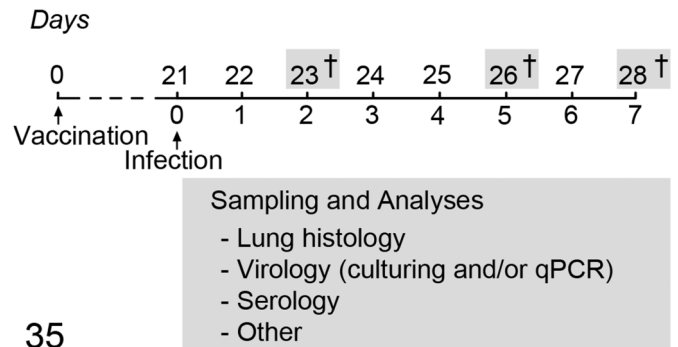 Days
0 21 22 23† 24 25 26† 27 28†
0 1 2 3 4 5 6 7
Vaccination
Infection
Sampling and Analyses
- Lung histology
- Virology (culturing and/or qPCR)
- Serology
- Other
35